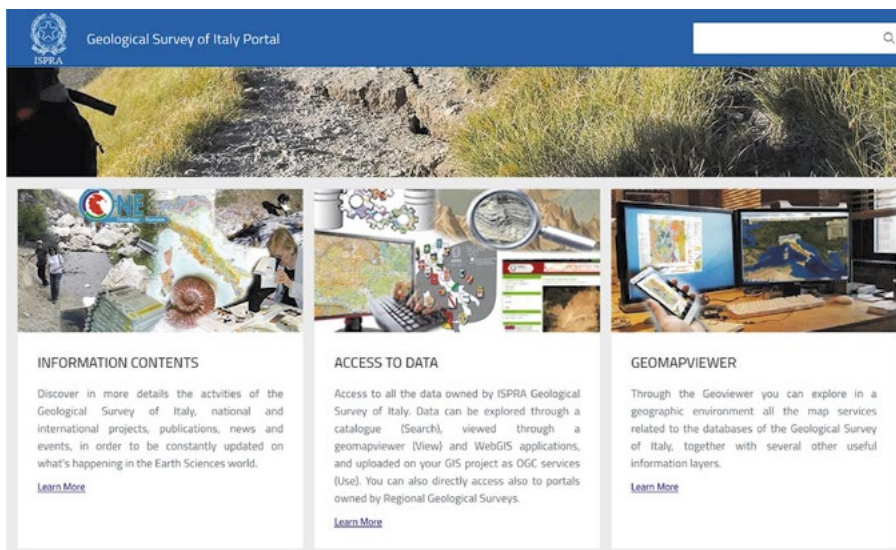 ISPRA
Geological Survey of Italy Portal
ONE
INFORMATION CONTENTS
Discover in more details the actvities of the
Geological Survey of Italy, national and
international projects, publications, news and
events, in order to be constantly updated on
what's happening in the Earth Sciences world.
Learn More
ACCESS TO DATA
Access to all the data owned by ISPRA Geological
Survey of Italy. Data can be explored through a
catalogue (Search), viewed through a
geomapviewer (View) and WebGIS applications,
and uploaded on your GIS project as OGC services
(Use). You can also directly access also to portals
owned by Regional Geological Surveys.
Learn More
GEOMAPVIEWER
Through the Geoviewer you can explore in a
geographic environment all the map services
related to the databases of the Geological Survey
of Italy, together with several other useful
information layers.
Learn More